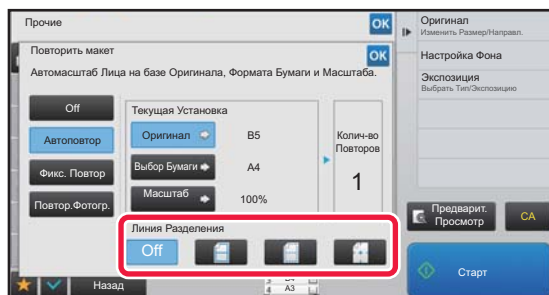 Прочие
OK
Повторить макет
OK
Автомасштаб Лица на базе Оригинала, Формата Бумаги и Масштаба.
Off
Автоповтор
Фикс. Повтор
Повтор.Фотогр.
Текущая Установка
Оригинал
B5
Выбор Бумаги
A4
Масштаб
100%
Колич-во
Повторов
1
Линия Разделения
Off
Назад
4 A3
Оригинал
Изменить Размер/Направл.
Настройка Фона
Экспозиция
Выбрать Тип/Экспозицию
Предварит.
Просмотр
CA
Старт